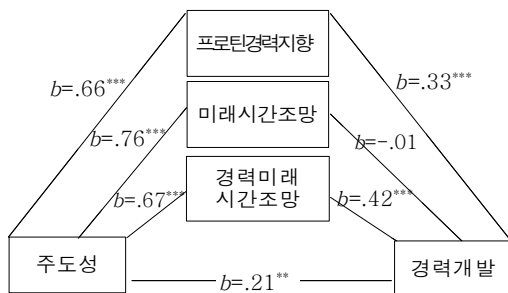 프로틴경력지향
b=.66***
b=.33***
미래시간조망
b=.76***
b=-.01
경력미래
시간조망
b=.67***
b=.42***
주도성
경력개발
b=.21**